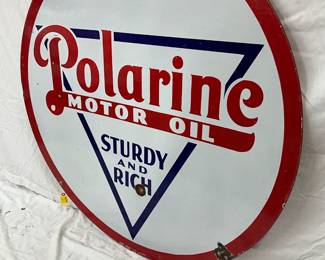 Polarine
MOTOR OIL
STURDY
AND
RICH